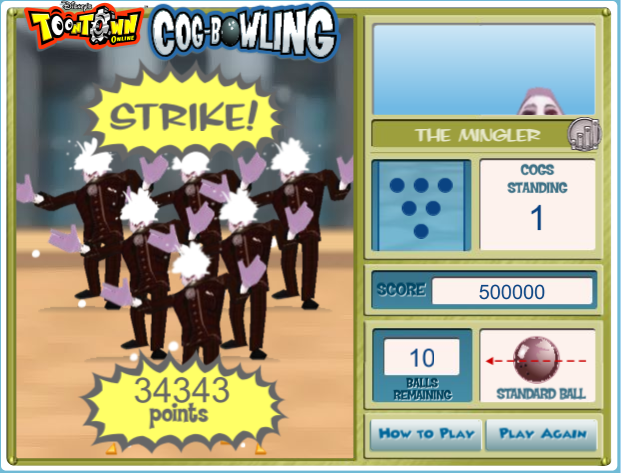 Disney's
TOONTOWN
ONLINE
COG-BOWLING
STRIKE!
THE MINGLER
COGS
STANDING
1
SCORE
500000
10
BALLS
REMAINING
STANDARD BALL
34343
points
HOW TO PLAY
PLAY AGAIN